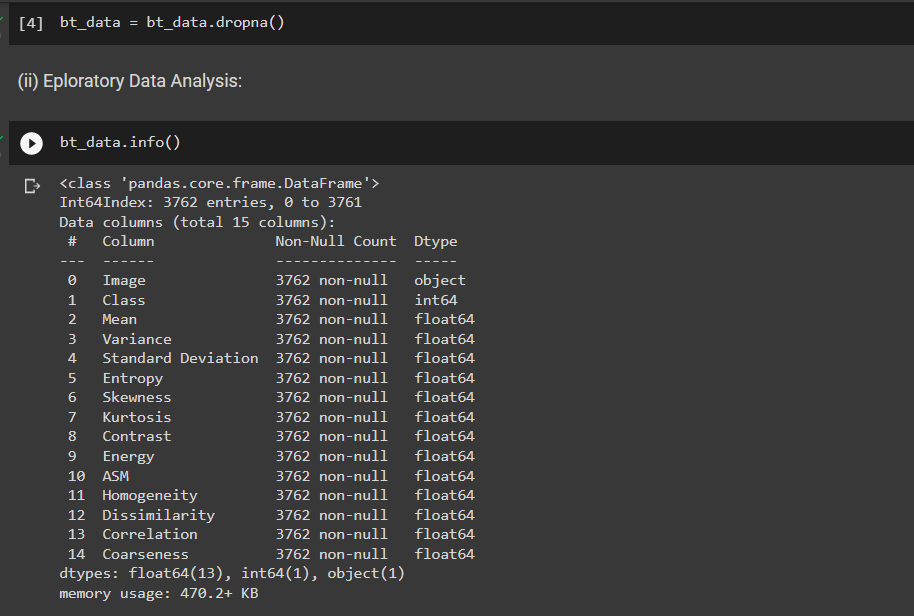 [4] bt_data = bt_data.dropna()
(ii) Eploratory Data Analysis:
bt_data.info()
<class 'pandas.core.frame.DataFrame'>
Int64Index: 3762 entries, 0 to 3761
Data columns (total 15 columns):
 #   Column              Non-Null Count  Dtype
---  ------              --------------  -----
 0   Image               3762 non-null   object
 1   Class               3762 non-null   int64
 2   Mean                3762 non-null   float64
 3   Variance            3762 non-null   float64
 4   Standard Deviation  3762 non-null   float64
 5   Entropy             3762 non-null   float64
 6   Skewness            3762 non-null   float64
 7   Kurtosis            3762 non-null   float64
 8   Contrast            3762 non-null   float64
 9   Energy              3762 non-null   float64
 10  ASM                 3762 non-null   float64
 11  Homogeneity         3762 non-null   float64
 12  Dissimilarity       3762 non-null   float64
 13  Correlation         3762 non-null   float64
 14  Coarseness          3762 non-null   float64
dtypes: float64(13), int64(1), object(1)
memory usage: 470.2+ KB